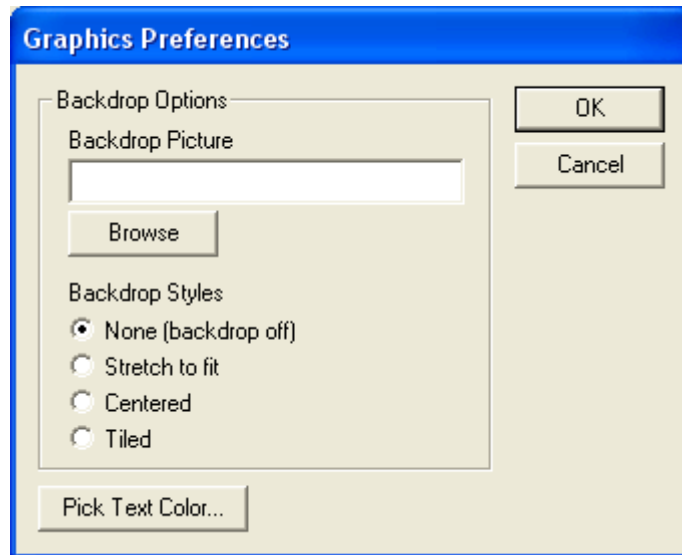 Graphics Preferences
Backdrop Options
Backdrop Picture
Browse
Backdrop Styles
None (backdrop off)
Stretch to fit
Centered
Tiled
Pick Text Color...
OK
Cancel